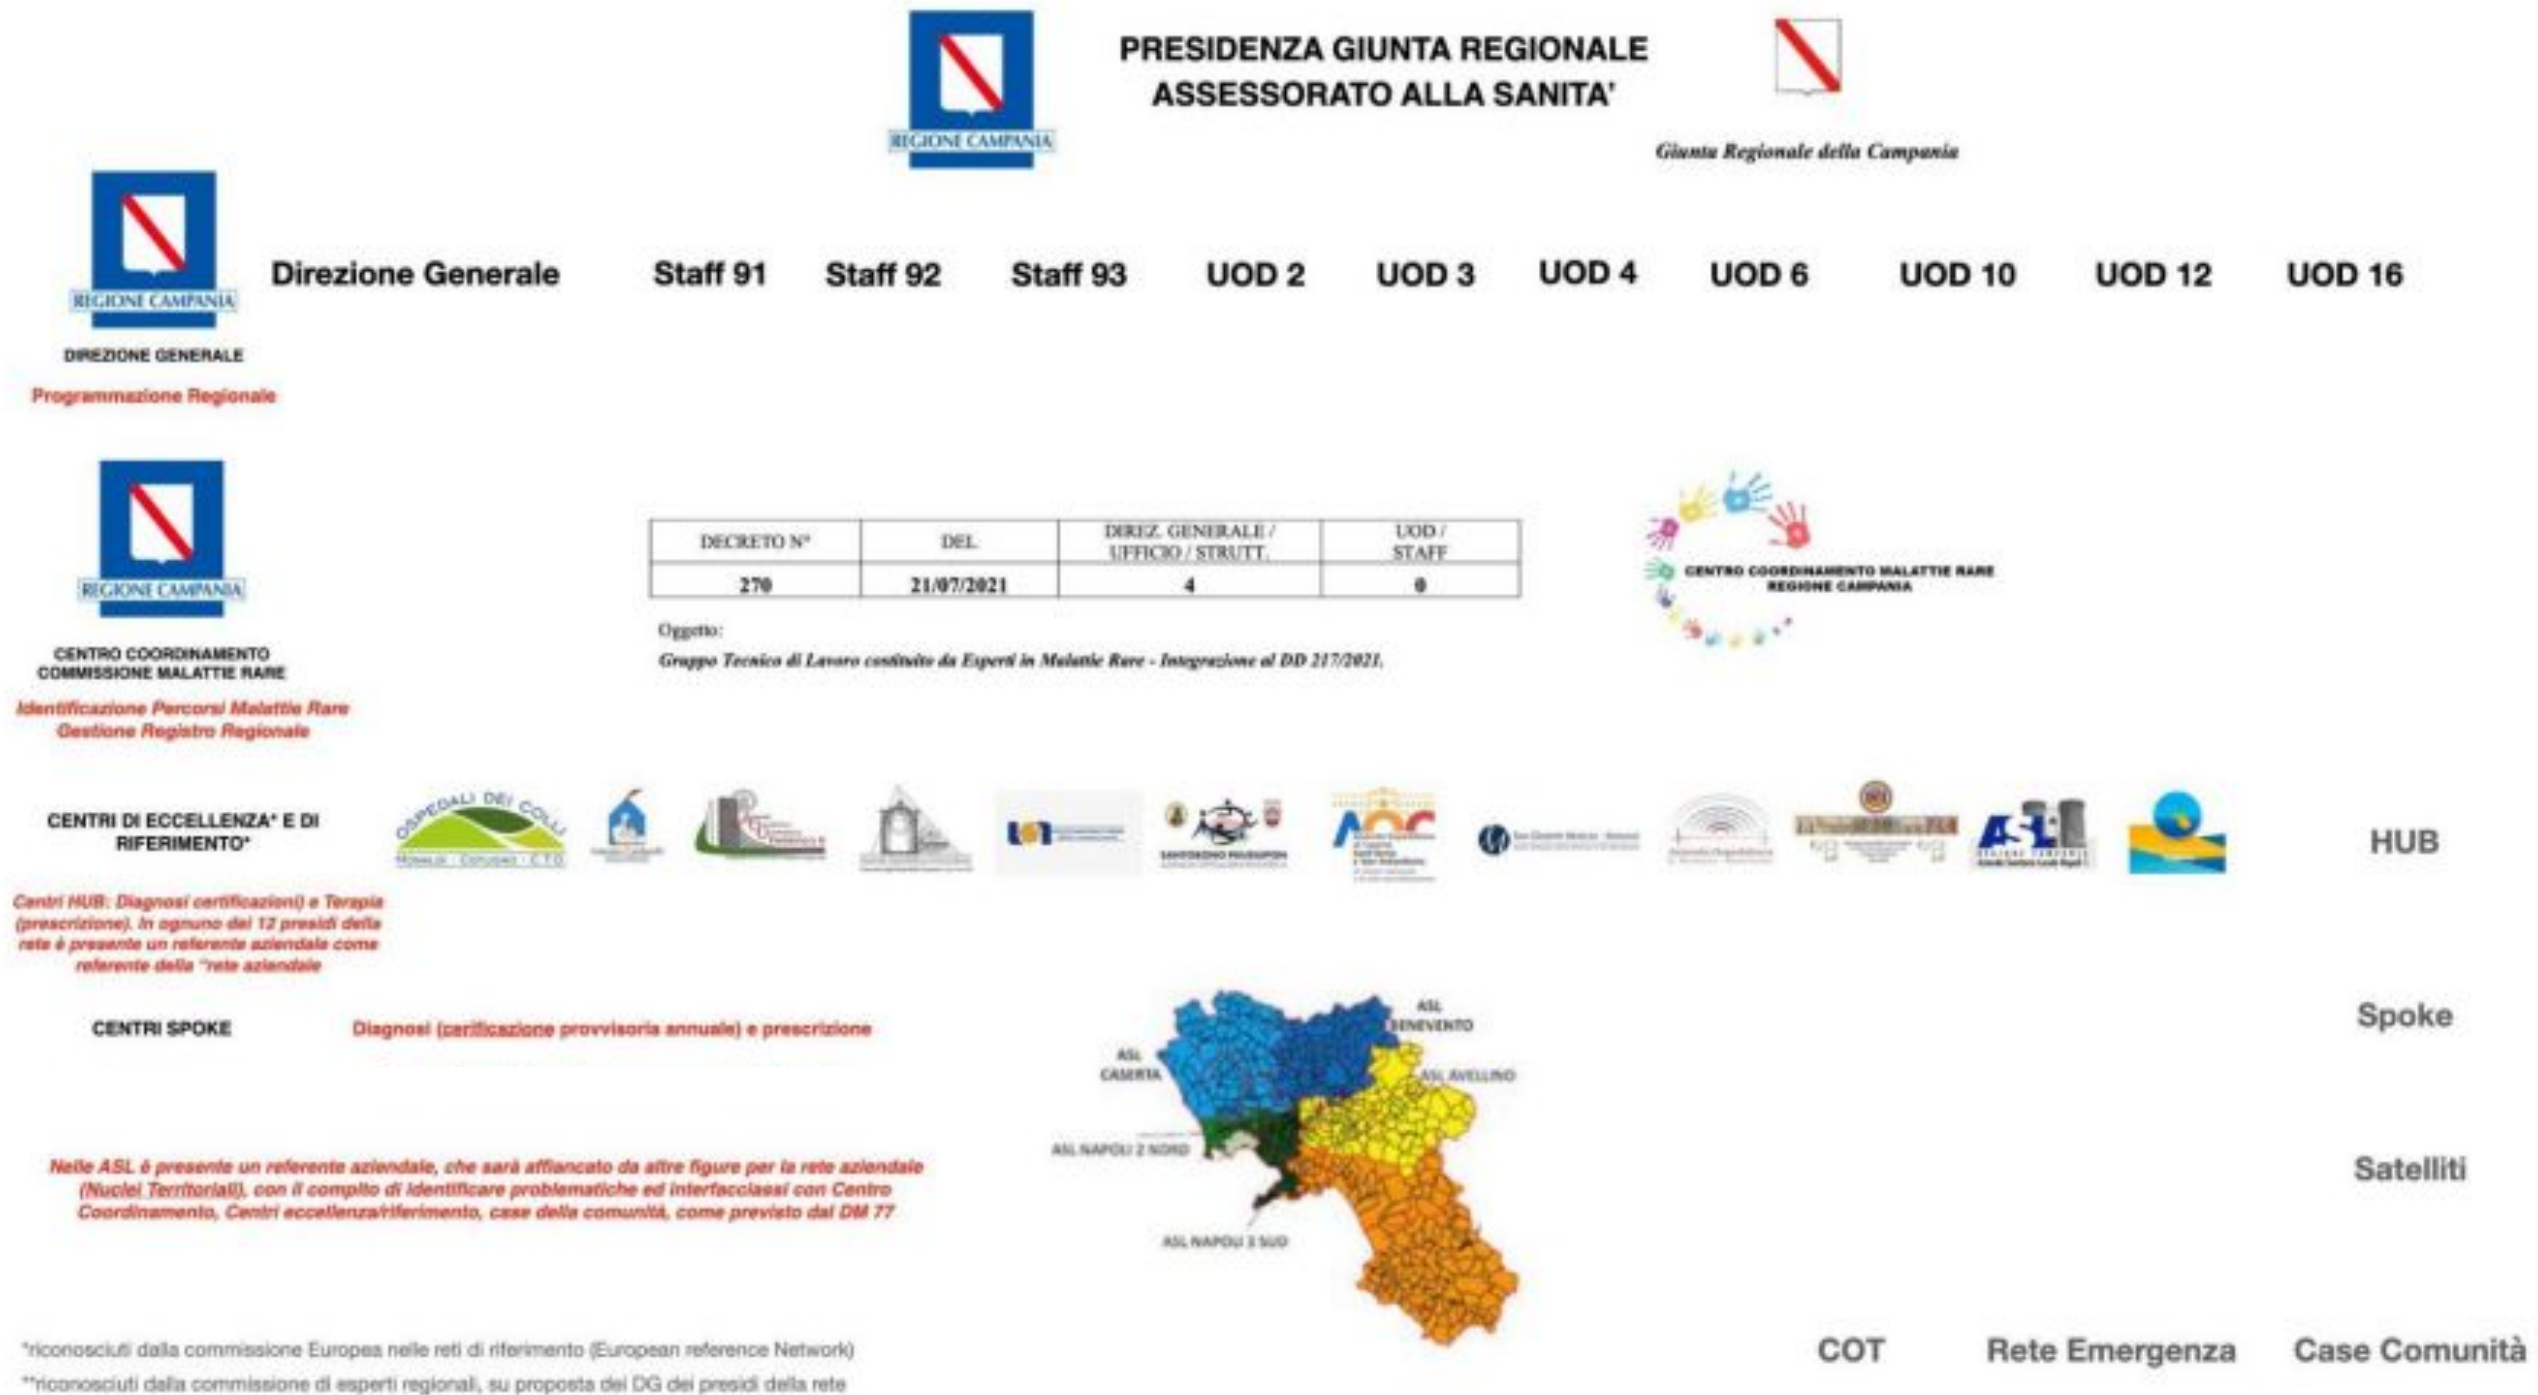 REGIONE CAMPANIA
PRESIDENZA GIUNTA REGIONALE
ASSESSORATO ALLA SANITA'
Giunta Regionale della Campania
REGIONE CAMPANIA
DIREZIONE GENERALE
Programmazione Regionale
Direzione Generale Staff 91 Staff 92 Staff 93 UOD 2 UOD 3 UOD 4 UOD 6 UOD 10 UOD 12 UOD 16
REGIONE CAMPANIA
CENTRO COORDINAMENTO
COMMISSIONE MALATTIE RARE
Identificazione Percorsi Malattie Rare
Gestione Registro Regionale
DECRETO N° DEL DIREZ. GENERALE / UFFICIO / STRUTT. UOD / STAFF
270 21/07/2021 4 0
Oggetto:
Gruppo Tecnico di Lavoro costituito da Esperti in Malattie Rare - Integrazione al DD 217/2021.
CENTRO COORDINAMENTO MALATTIE RARE
REGIONE CAMPANIA
CENTRI DI ECCELLENZA* E DI
RIFERIMENTO*
Centri HUB: Diagnosi certificazioni) e Terapia
(prescrizione). In ognuno dei 12 presidi della
rete è presente un referente aziendale come
referente della "rete aziendale
OSPEDALI DEI COLLI
MONALDI - COTUGNO - C.T.O.
AOC
ASL
HUB
CENTRI SPOKE
Diagnosi (cerificazione provvisoria annuale) e prescrizione
Spoke
ASL
BENEVENTO
ASL
CASERTA
ASL AVELLINO
ASL NAPOLI 2 NORD
ASL NAPOLI 3 SUD
Nelle ASL è presente un referente aziendale, che sarà affiancato da altre figure per la rete aziendale
(Nuclei Territoriali), con il compito di identificare problematiche ed interfacciassi con Centro
Coordinamento, Centri eccellenza/riferimento, case della comunità, come previsto dal DM 77
Satelliti
*riconosciuti dalla commissione Europea nelle reti di riferimento (European reference Network)
**riconosciuti dalla commissione di esperti regionali, su proposta dei DG dei presidi della rete
COT Rete Emergenza Case Comunità